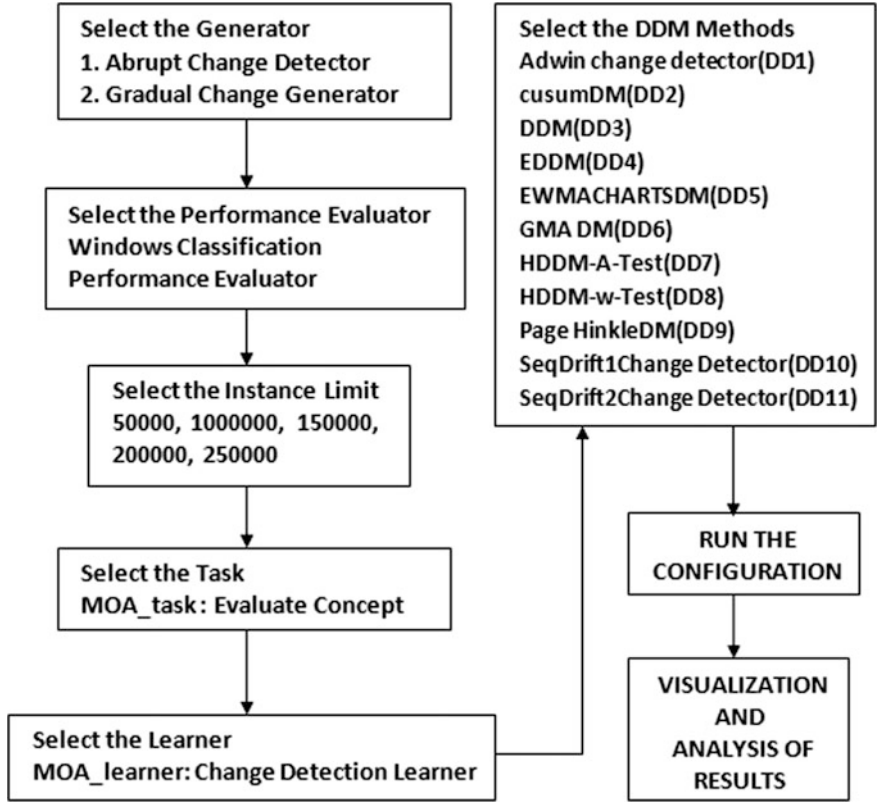 Select the Generator
1. Abrupt Change Detector
2. Gradual Change Generator
Select the Performance Evaluator
Windows Classification
Performance Evaluator
Select the Instance Limit
50000, 1000000, 150000,
200000, 250000
Select the Task
MOA_task: Evaluate Concept
Select the Learner
MOA_learner: Change Detection Learner
Select the DDM Methods
Adwin change detector(DD1)
cusumDM(DD2)
DDM(DD3)
EDDM(DD4)
EWMACHARTSDM(DD5)
GMA DM(DD6)
HDDM-A-Test(DD7)
HDDM-w-Test(DD8)
Page HinkleDM(DD9)
SeqDrift1Change Detector(DD10)
SeqDrift2Change Detector(DD11)
RUN THE
CONFIGURATION
VISUALIZATION
AND
ANALYSIS OF
RESULTS